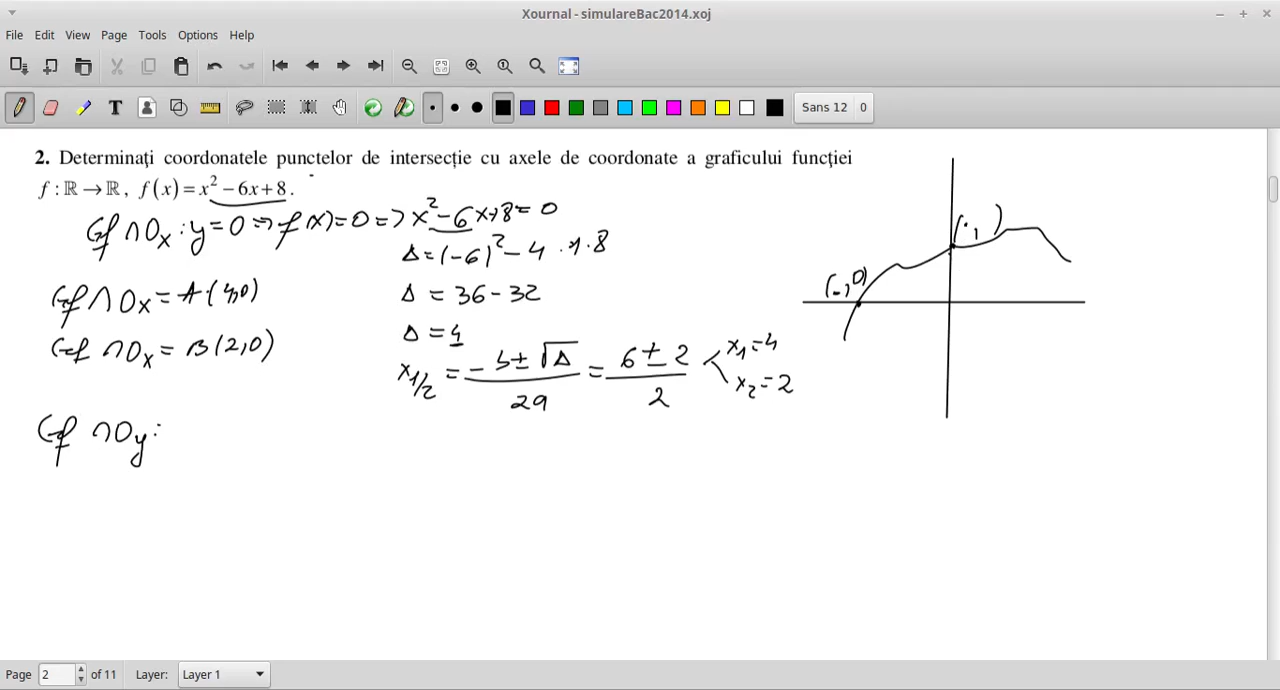 Xournal - simulareBac2014.xoj
File Edit View Page Tools Options Help
Sans 12 0
2. Determinați coordonatele punctelor de intersecție cu axele de coordonate a graficului funcției
f : ℝ → ℝ, f(x) = x² − 6x + 8.
Gf ∩ Ox : y = 0 => f(x) = 0 => x² − 6x + 8 = 0
Δ = (−6)² − 4 · 1 · 8
Gf ∩ Ox = A(4,0)
Δ = 36 − 32
Gf ∩ Ox = B(2,0)
Δ = 4
x1/2 = −b ± √Δ / 2a = 6 ± 2 / 2
x1 = 4
x2 = 2
Gf ∩ Oy :
(−, 0)
(·, )
Page 2 of 11 Layer: Layer 1